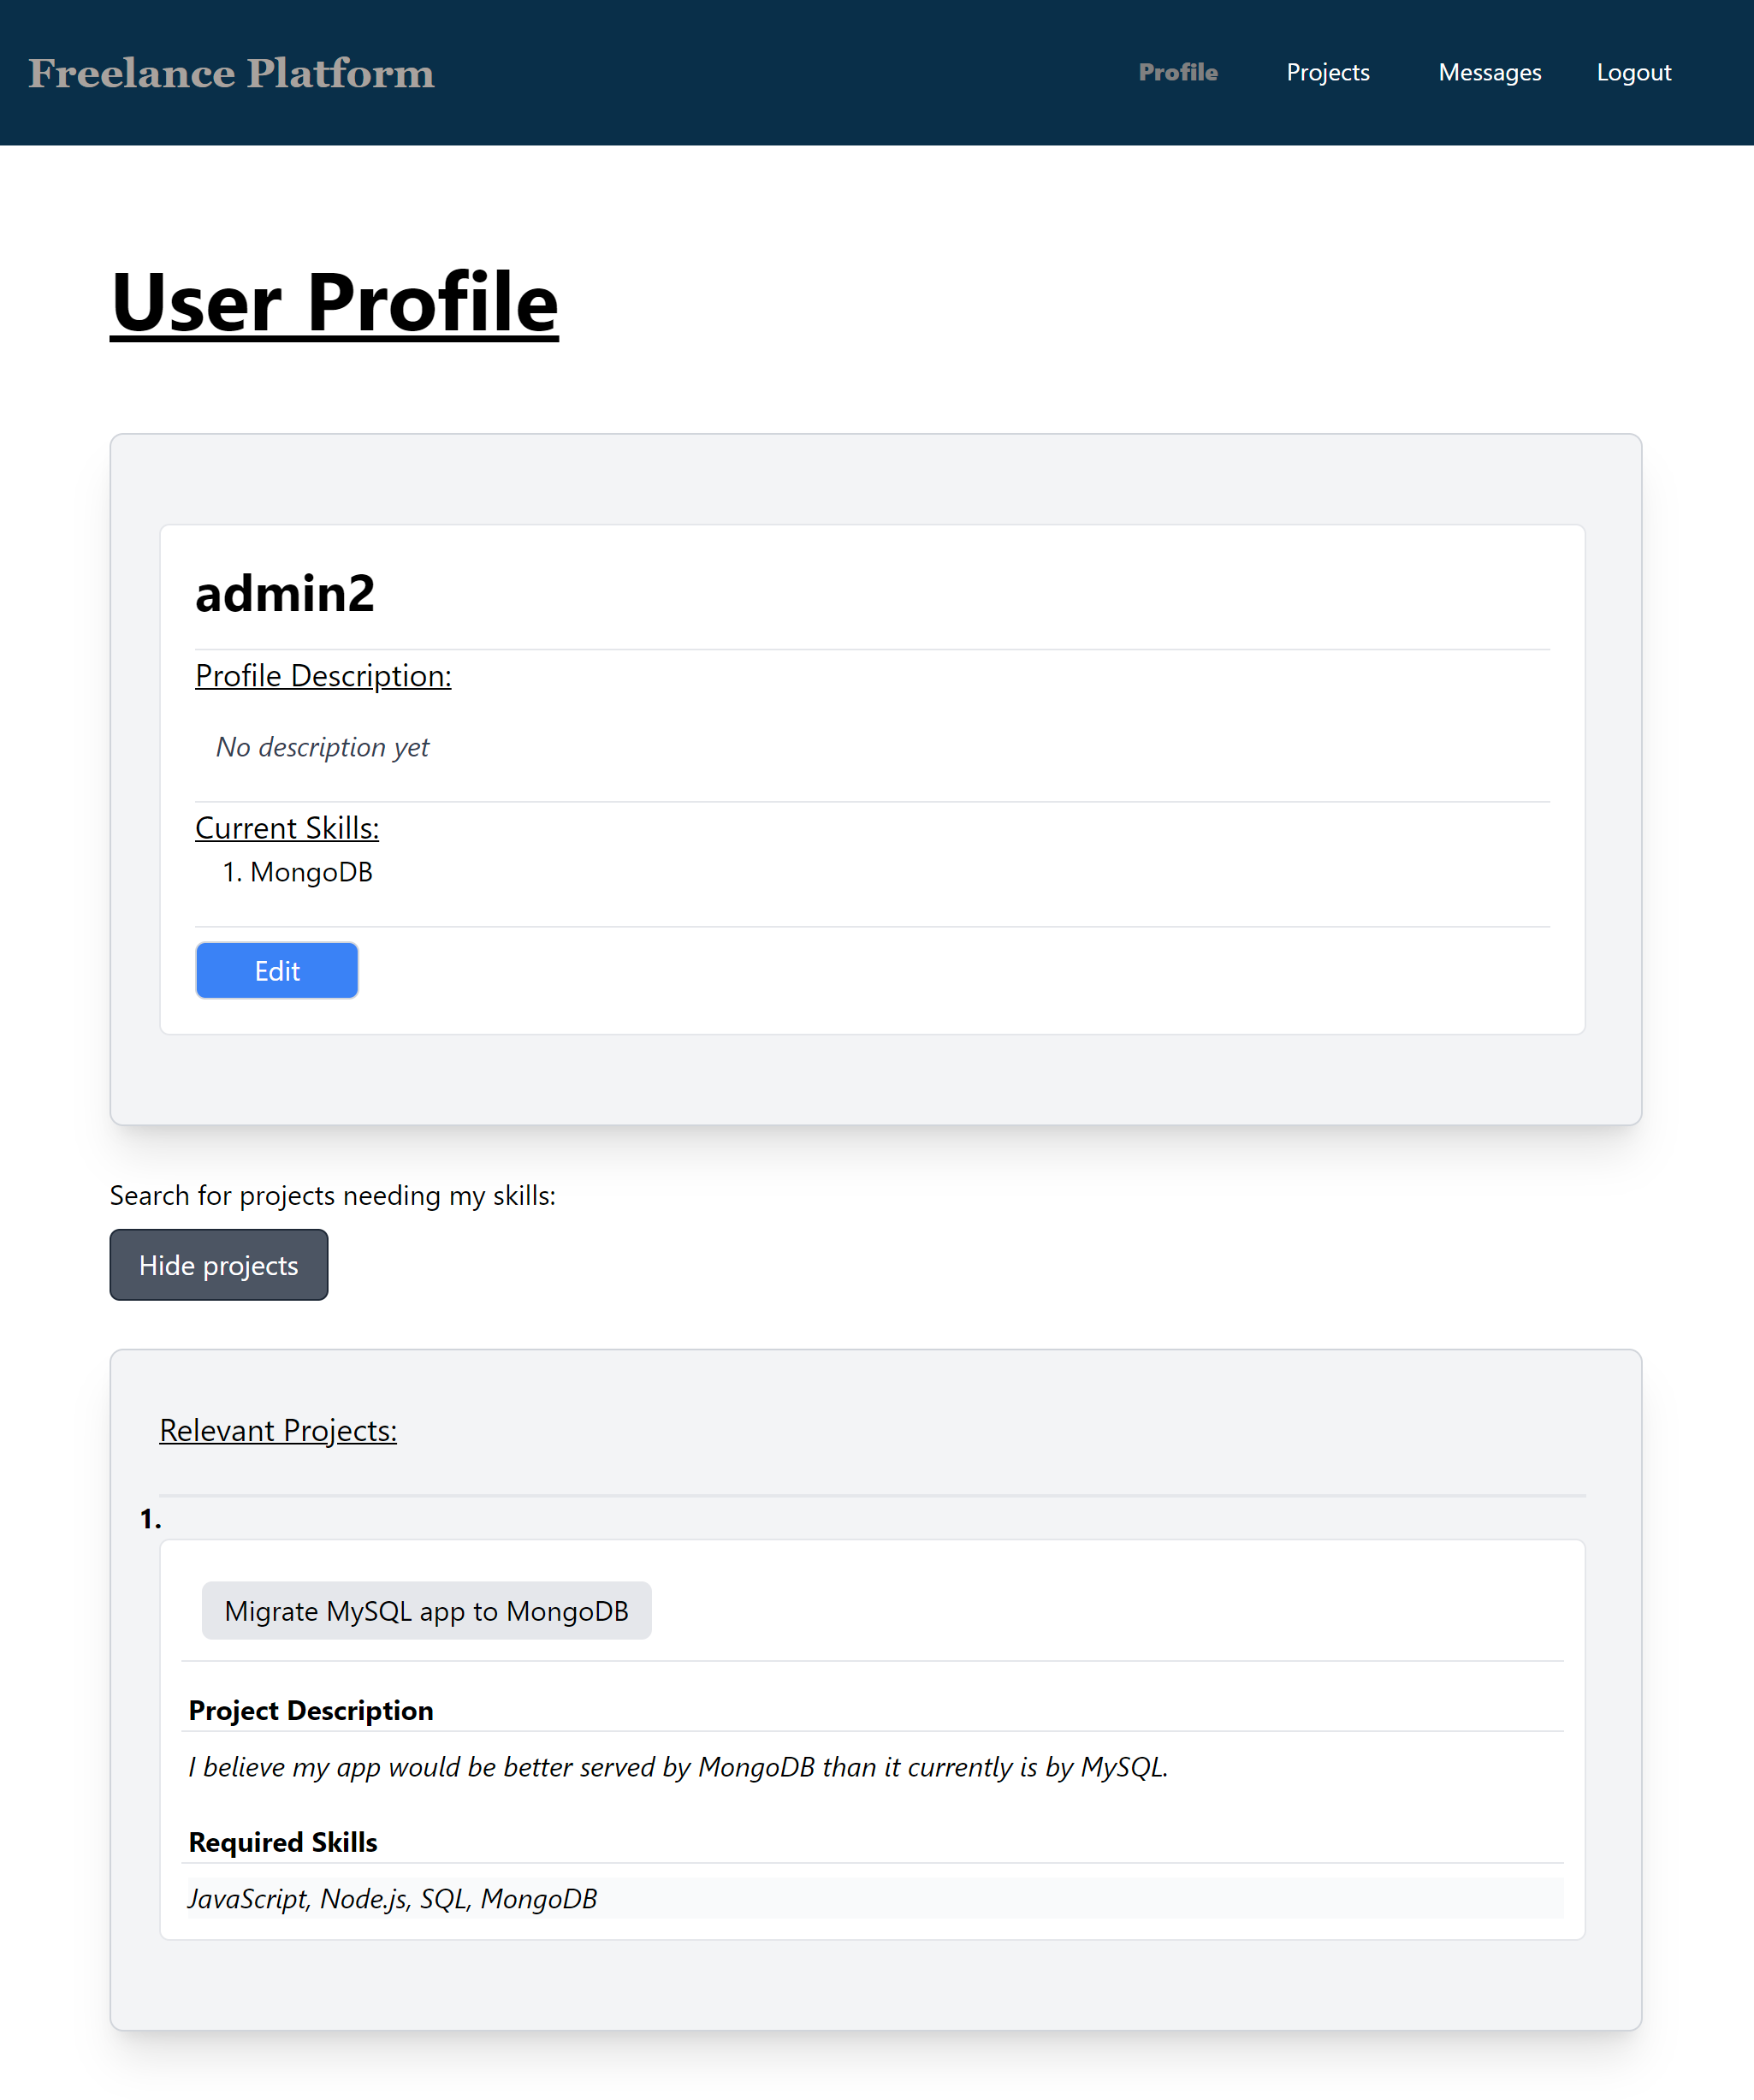 Freelance Platform
Profile Projects Messages Logout
User Profile
admin2
Profile Description:
No description yet
Current Skills:
1. MongoDB
Edit
Search for projects needing my skills:
Hide projects
Relevant Projects:
1.
Migrate MySQL app to MongoDB
Project Description
I believe my app would be better served by MongoDB than it currently is by MySQL.
Required Skills
JavaScript, Node.js, SQL, MongoDB